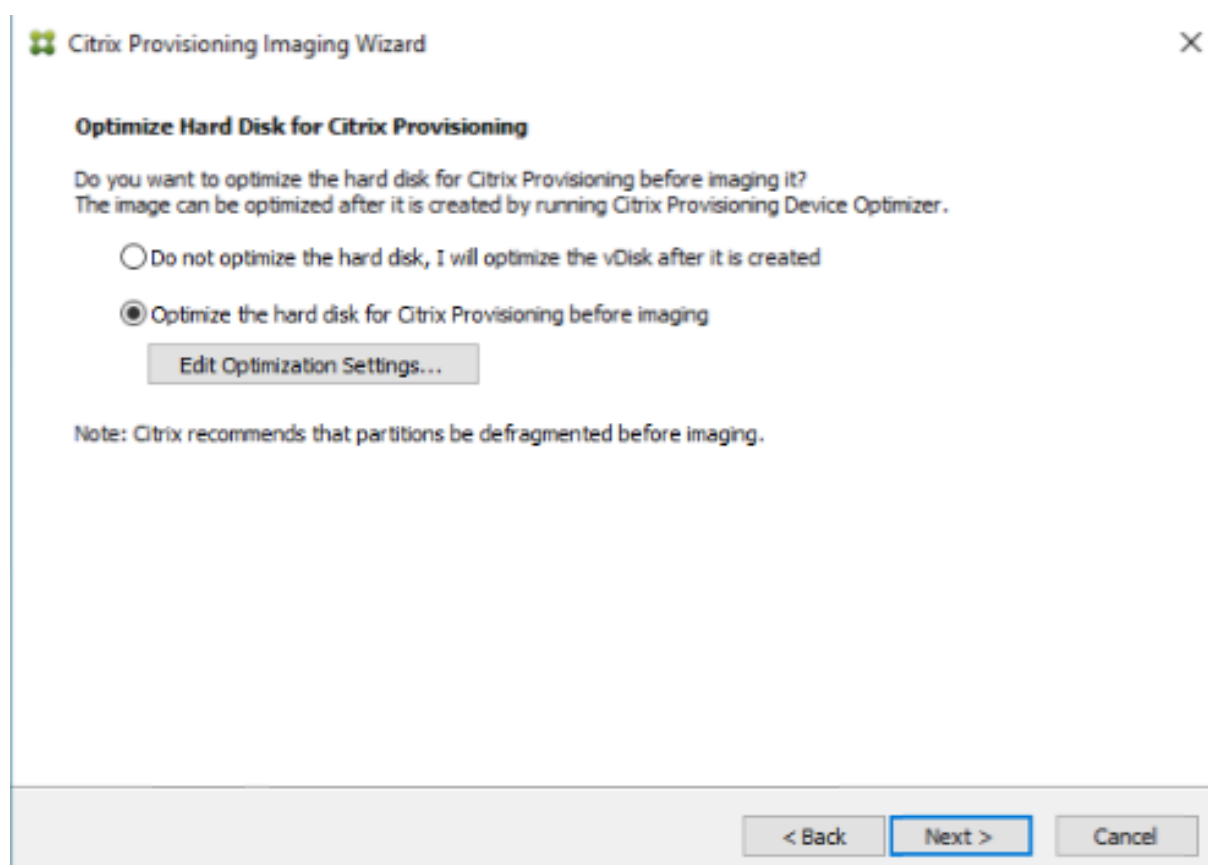 Citrix Provisioning Imaging Wizard
Optimize Hard Disk for Citrix Provisioning
Do you want to optimize the hard disk for Citrix Provisioning before imaging it?
The image can be optimized after it is created by running Citrix Provisioning Device Optimizer.
Do not optimize the hard disk, I will optimize the vDisk after it is created
Optimize the hard disk for Citrix Provisioning before imaging
Edit Optimization Settings...
Note: Citrix recommends that partitions be defragmented before imaging.
< Back Next > Cancel